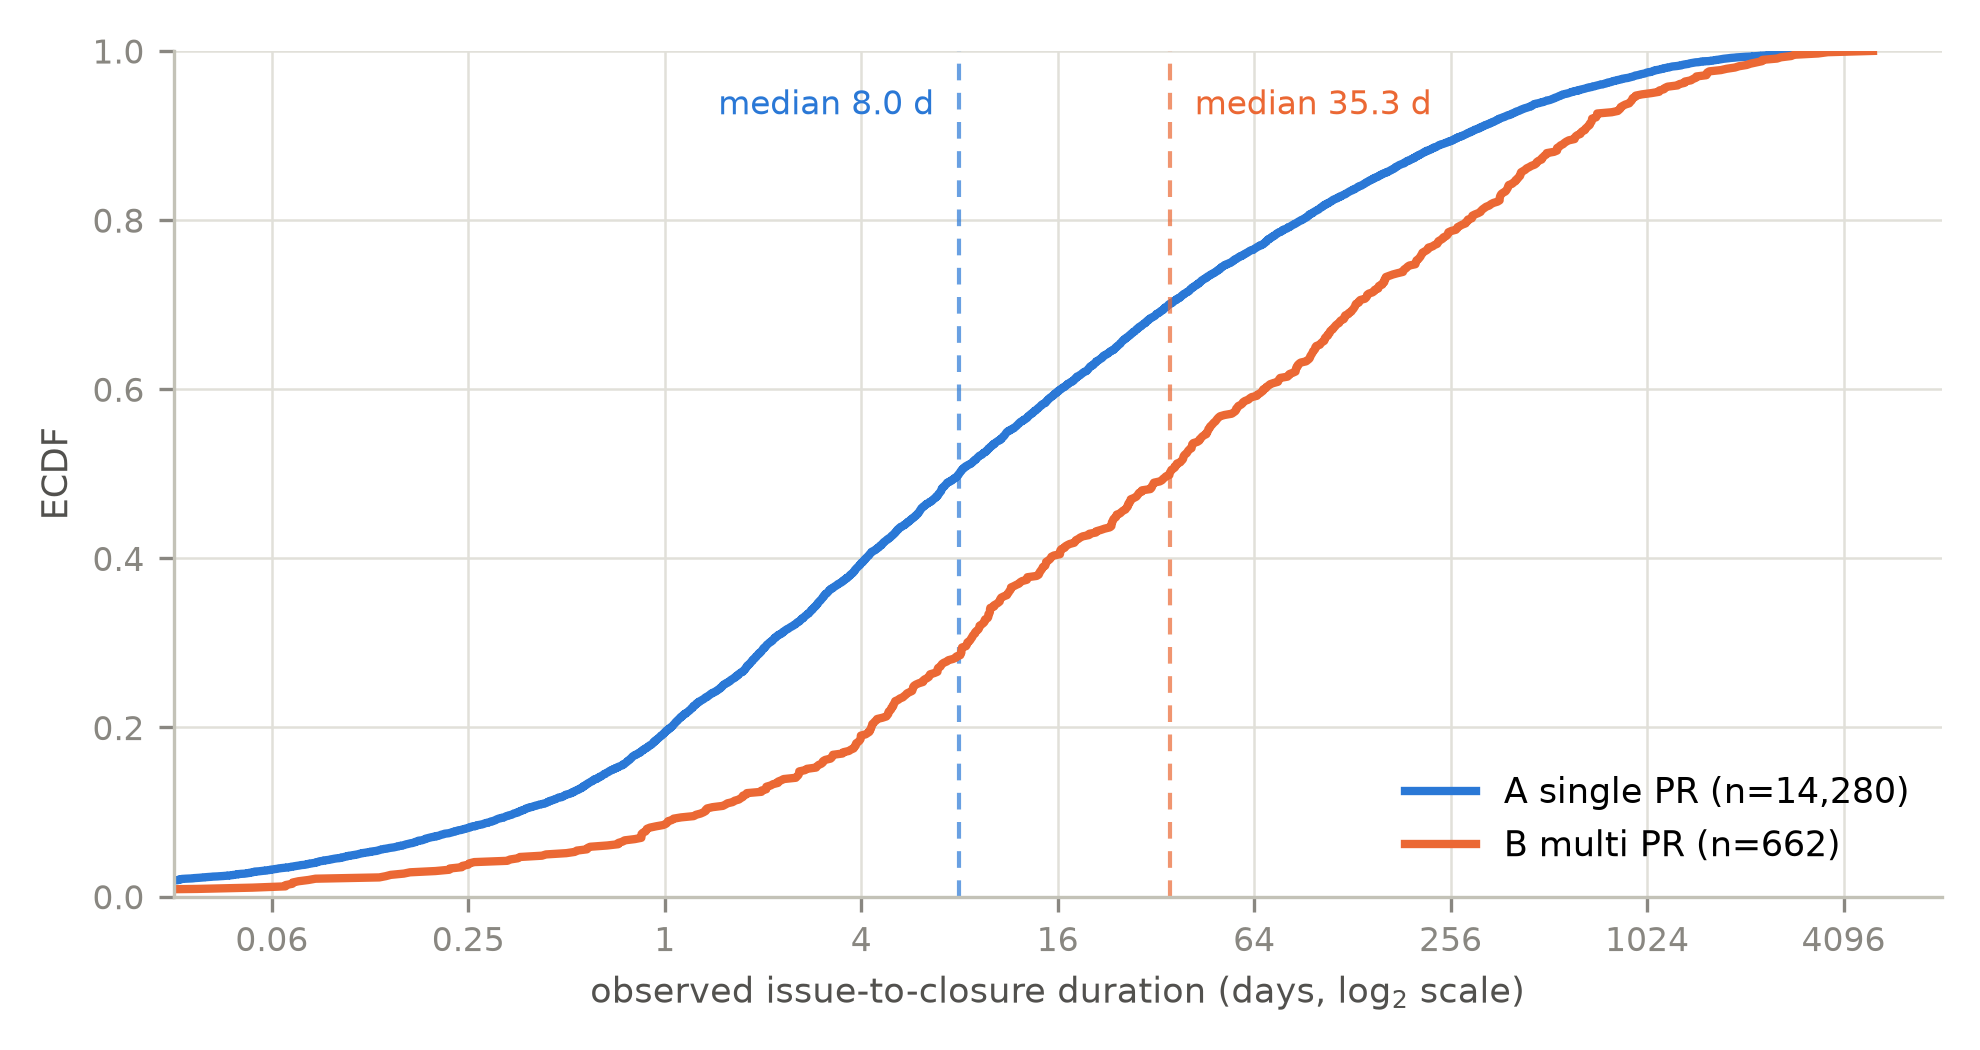 1.0
0.8
0.6
0.4
0.2
0.0
ECDF
median 8.0 d
median 35.3 d
A single PR (n=14,280)
B multi PR (n=662)
0.06 0.25 1 4 16 64 256 1024 4096
observed issue-to-closure duration (days, log₂ scale)